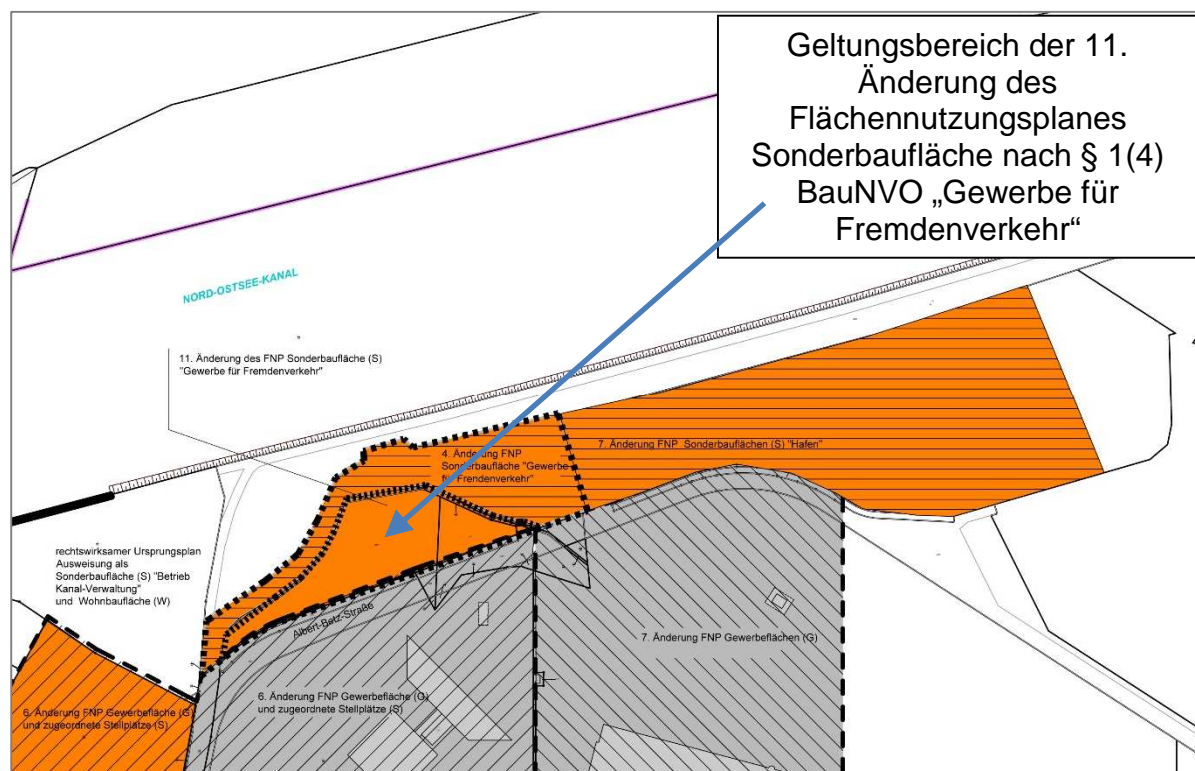 Geltungsbereich der 11.
Änderung des
Flächennutzungsplanes
Sonderbaufläche nach § 1(4)
BauNVO „Gewerbe für
Fremdenverkehr“
NORD-OSTSEE-KANAL
11. Änderung des FNP Sonderbaufläche (S)
"Gewerbe für Fremdenverkehr"
7. Änderung FNP Sonderbauflächen (S) "Hafen"
4. Änderung FNP
Sonderbaufläche "Gewerbe
für Frendenverkehr"
rechtswirksamer Ursprungsplan
Ausweisung als
Sonderbaufläche (S) "Betrieb
Kanal-Verwaltung"
und Wohnbaufläche (W)
Albert-Betz-Straße
7. Änderung FNP Gewerbeflächen (G)
6. Änderung FNP Gewerbefläche (G)
und zugeordnete Stellplätze (S)
6. Änderung FNP Gewerbefläche (G)
und zugeordnete Stellplätze (S)